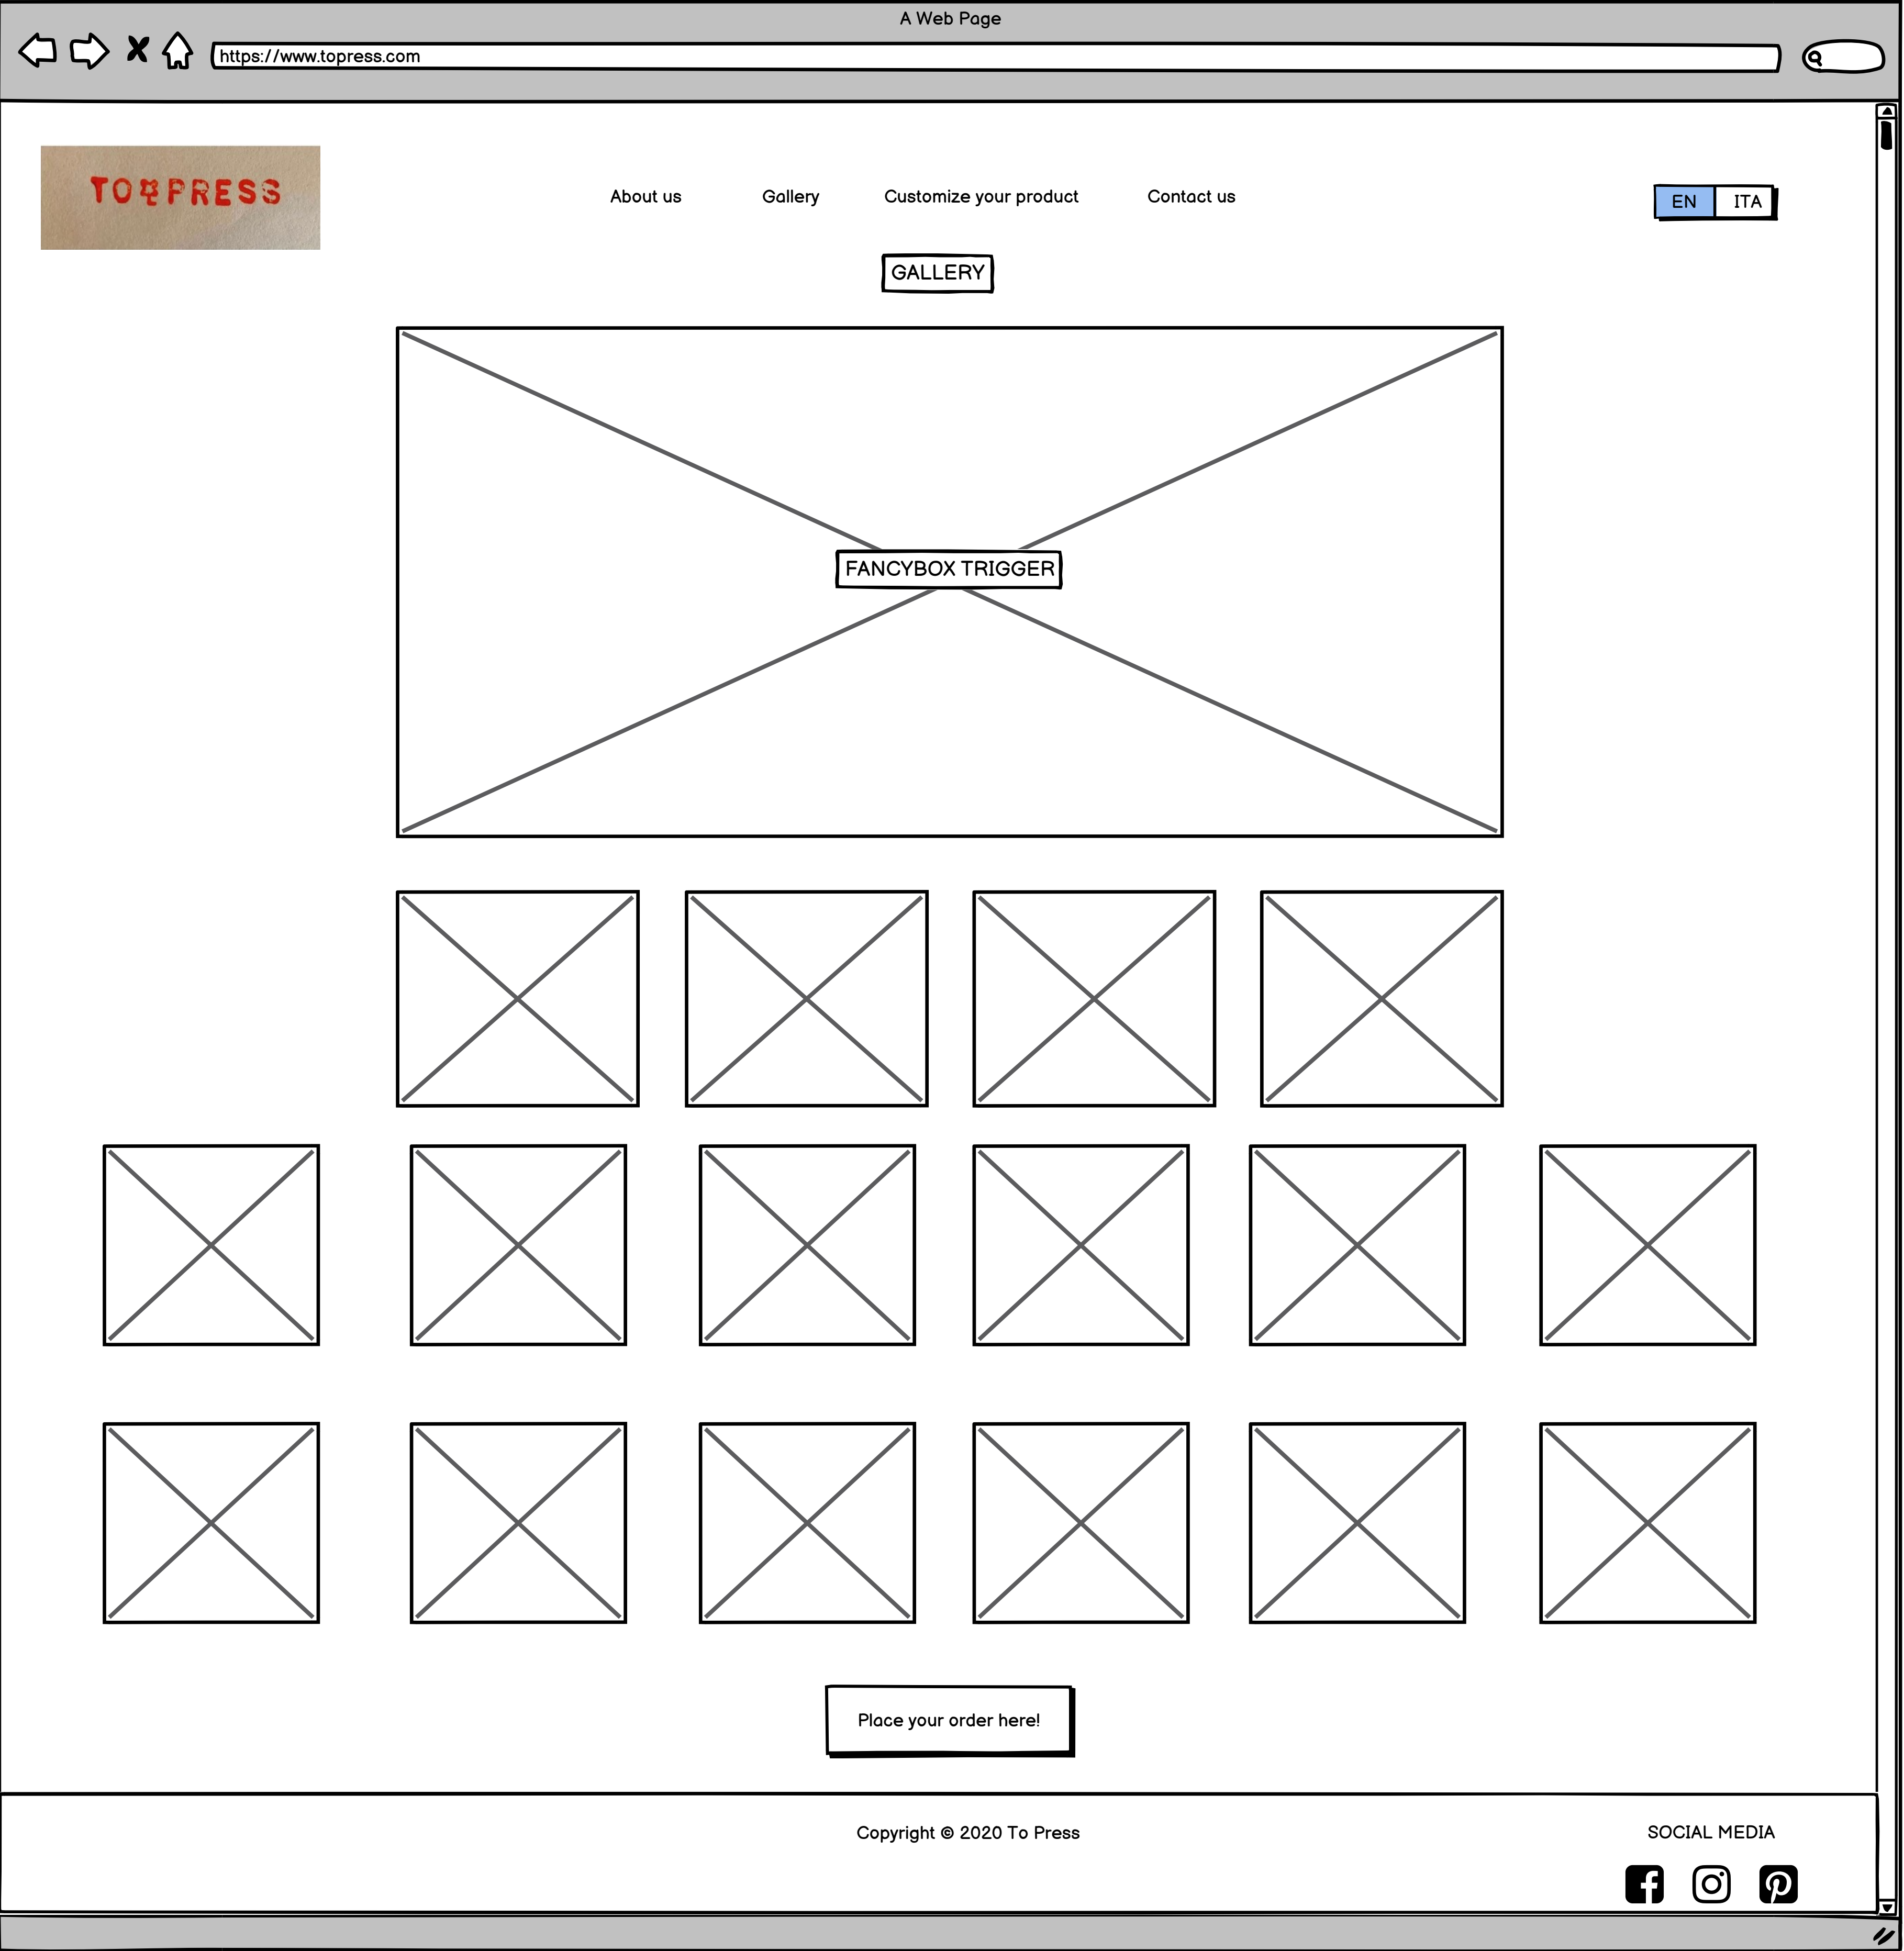 A Web Page
https://www.topress.com
TO PRESS
About us
Gallery
Customize your product
Contact us
EN
ITA
GALLERY
FANCYBOX TRIGGER
Place your order here!
Copyright © 2020 To Press
SOCIAL MEDIA